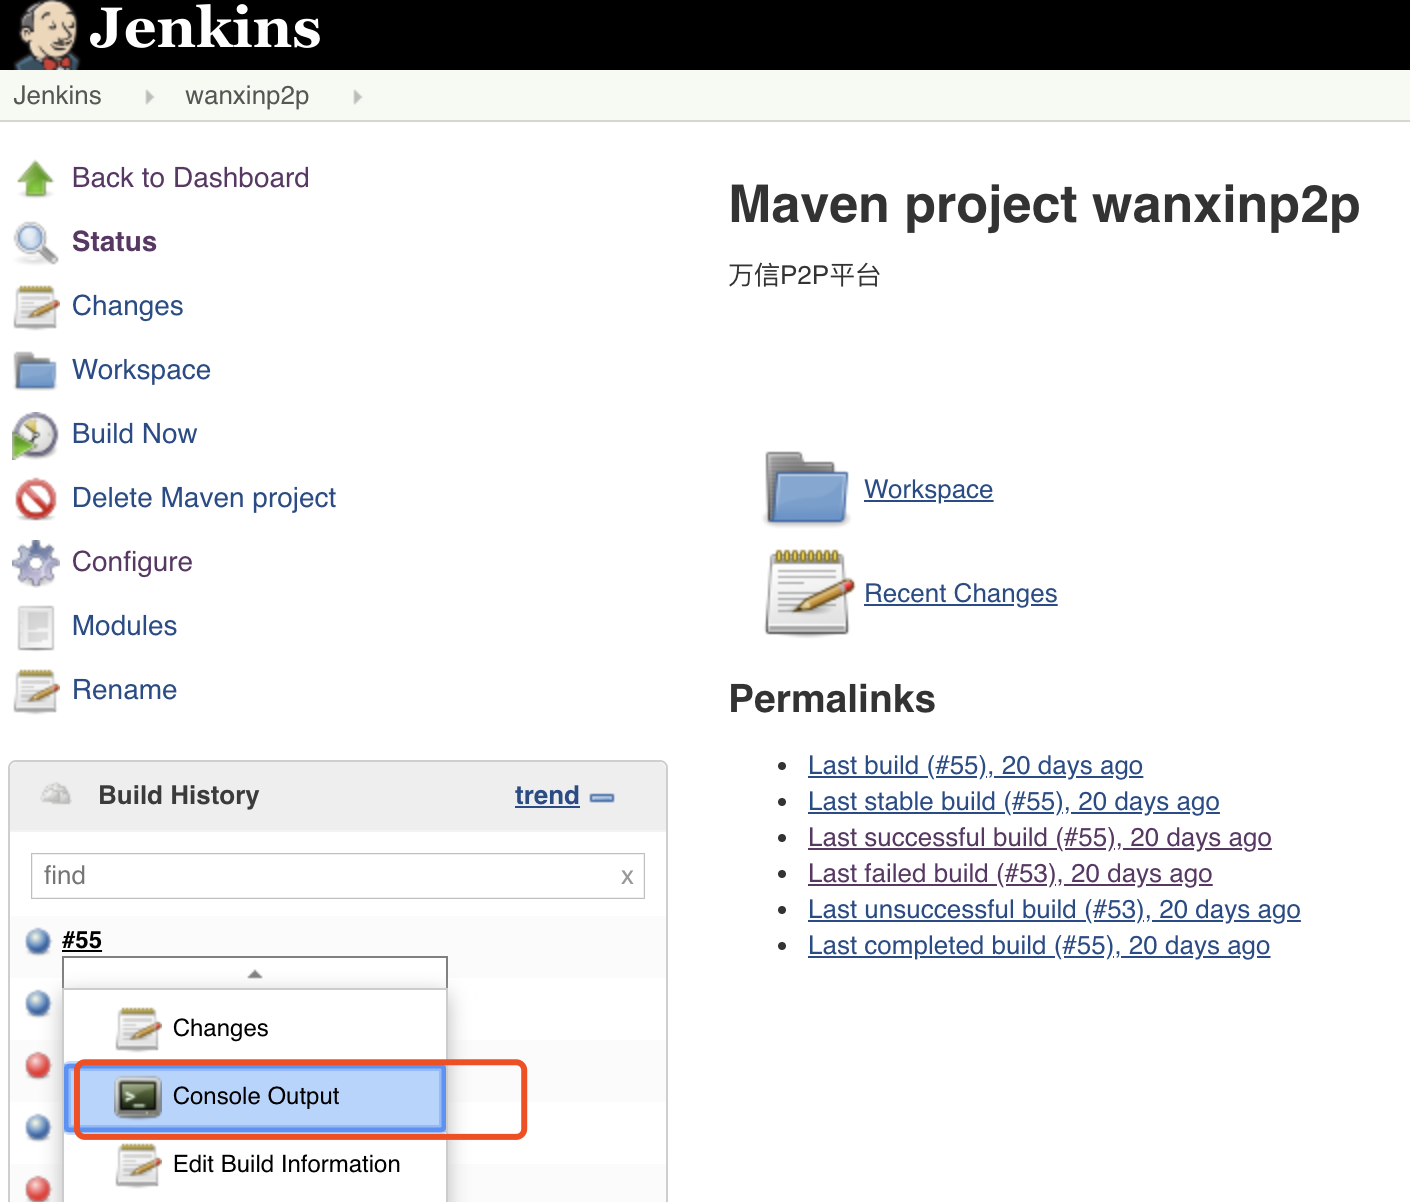 Jenkins
Jenkins
wanxinp2p
Back to Dashboard
Status
Changes
Workspace
Build Now
Delete Maven project
Configure
Modules
Rename
Build History
trend
find
x
#55
Changes
Console Output
Edit Build Information
Maven project wanxinp2p
万信P2P平台
Workspace
Recent Changes
Permalinks
Last build (#55), 20 days ago
Last stable build (#55), 20 days ago
Last successful build (#55), 20 days ago
Last failed build (#53), 20 days ago
Last unsuccessful build (#53), 20 days ago
Last completed build (#55), 20 days ago